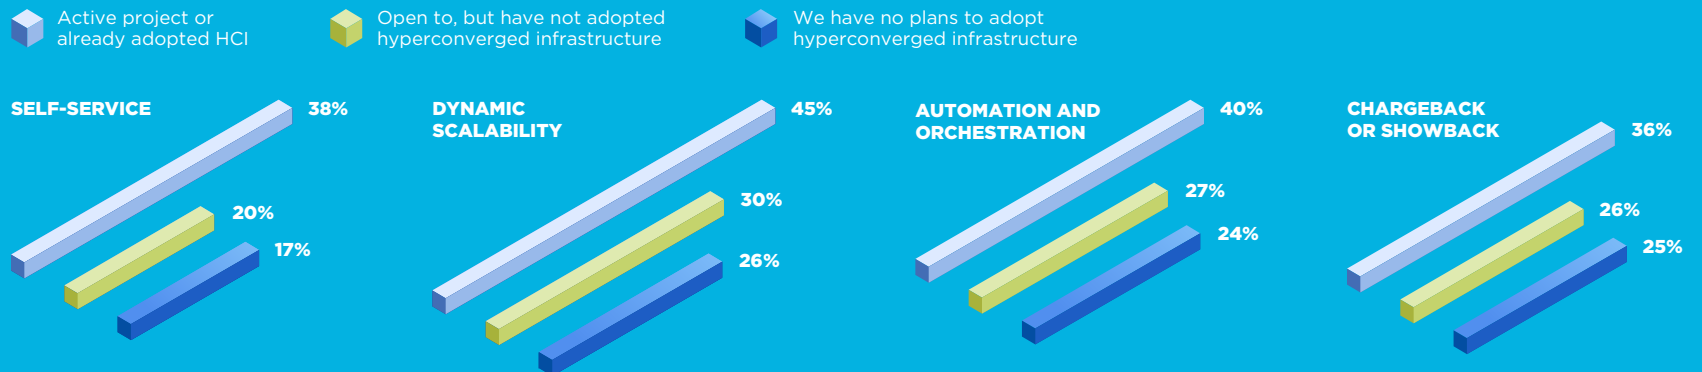 Active project or
already adopted HCI
Open to, but have not adopted
hyperconverged infrastructure
We have no plans to adopt
hyperconverged infrastructure
SELF-SERVICE
38%
20%
17%
DYNAMIC
SCALABILITY
45%
30%
26%
AUTOMATION AND
ORCHESTRATION
40%
27%
24%
CHARGEBACK
OR SHOWBACK
36%
26%
25%